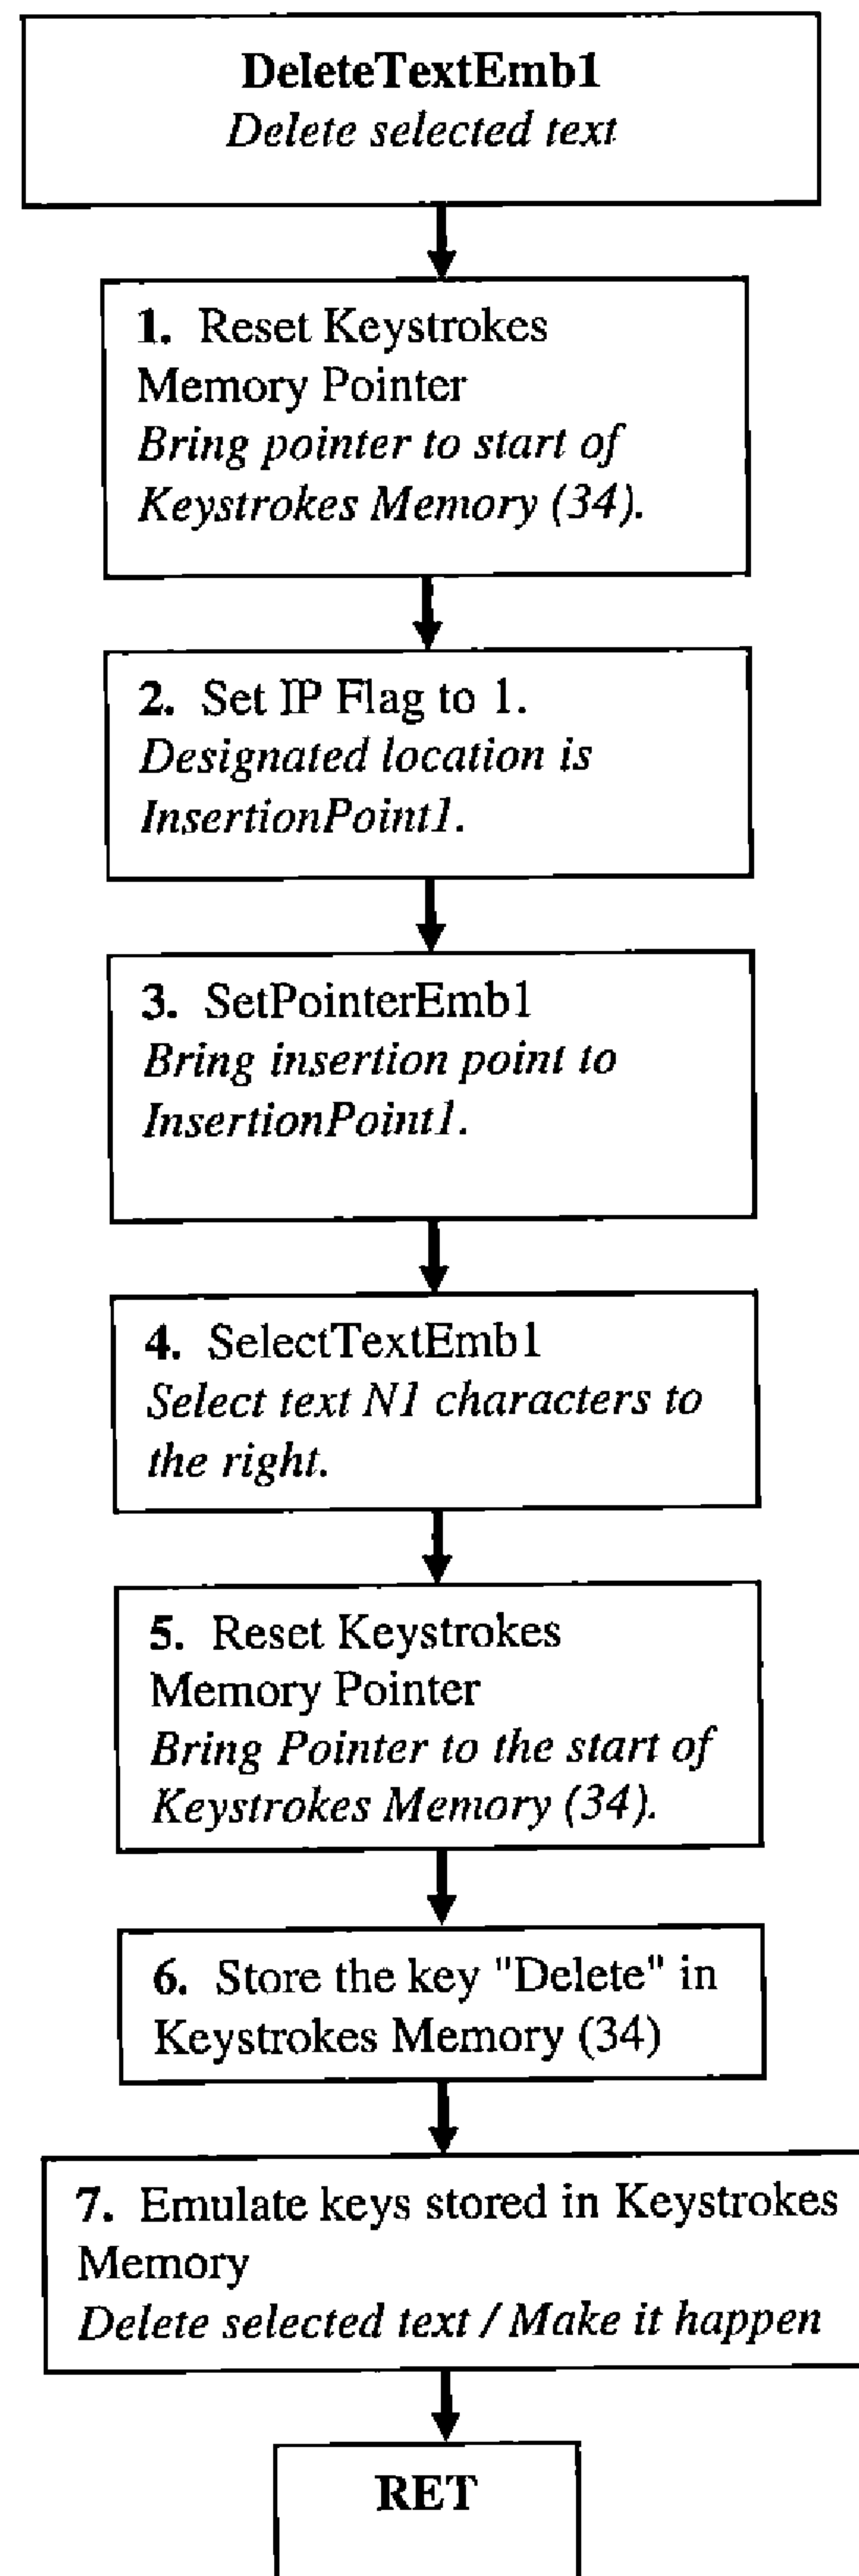 DeleteTextEmb1
Delete selected text
1. Reset Keystrokes
Memory Pointer
Bring pointer to start of
Keystrokes Memory (34).
2. Set IP Flag to 1.
Designated location is
InsertionPoint1.
3. SetPointerEmb1
Bring insertion point to
InsertionPoint1.
4. SelectTextEmb1
Select text N1 characters to
the right.
5. Reset Keystrokes
Memory Pointer
Bring Pointer to the start of
Keystrokes Memory (34).
6. Store the key "Delete" in
Keystrokes Memory (34)
7. Emulate keys stored in Keystrokes
Memory
Delete selected text / Make it happen
RET